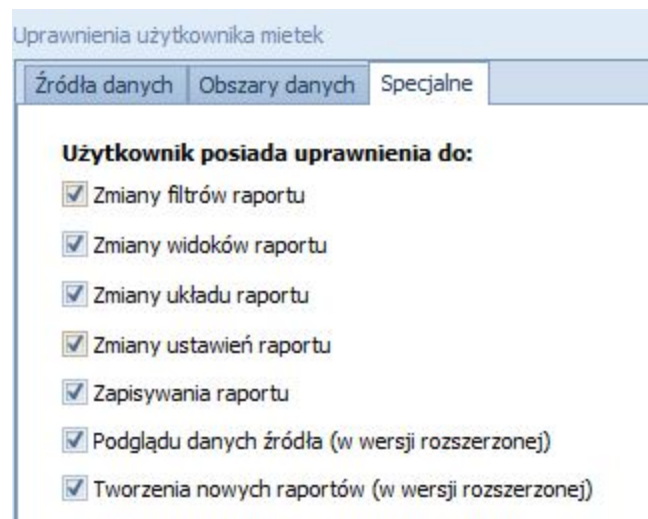 Uprawnienia użytkownika mietek
Źródła danych Obszary danych Specjalne
Użytkownik posiada uprawnienia do:
Zmiany filtrów raportu
Zmiany widoków raportu
Zmiany układu raportu
Zmiany ustawień raportu
Zapisywania raportu
Podglądu danych źródła (w wersji rozszerzonej)
Tworzenia nowych raportów (w wersji rozszerzonej)